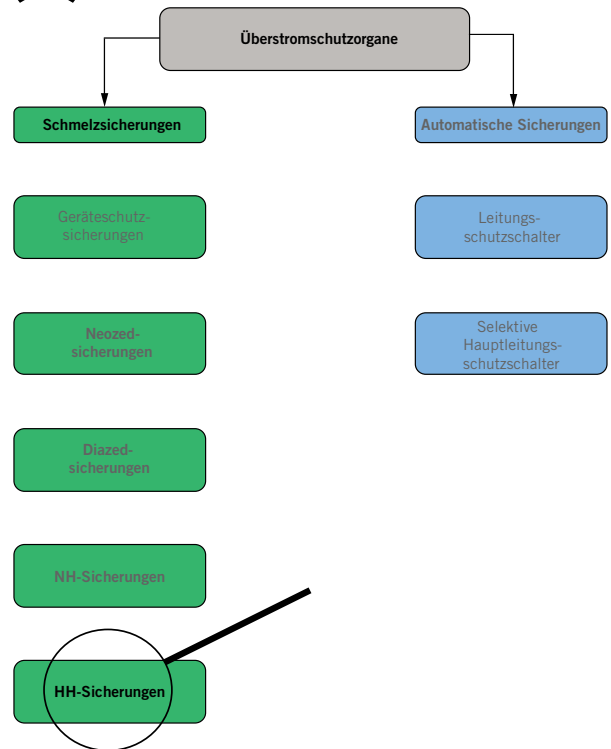 Überstromschutzorgane
Schmelzsicherungen
Automatische Sicherungen
Geräteschutz-
sicherungen
Leitungs-
schutzschalter
Neozed-
sicherungen
Selektive
Hauptleitungs-
schutzschalter
Diazed-
sicherungen
NH-Sicherungen
HH-Sicherungen